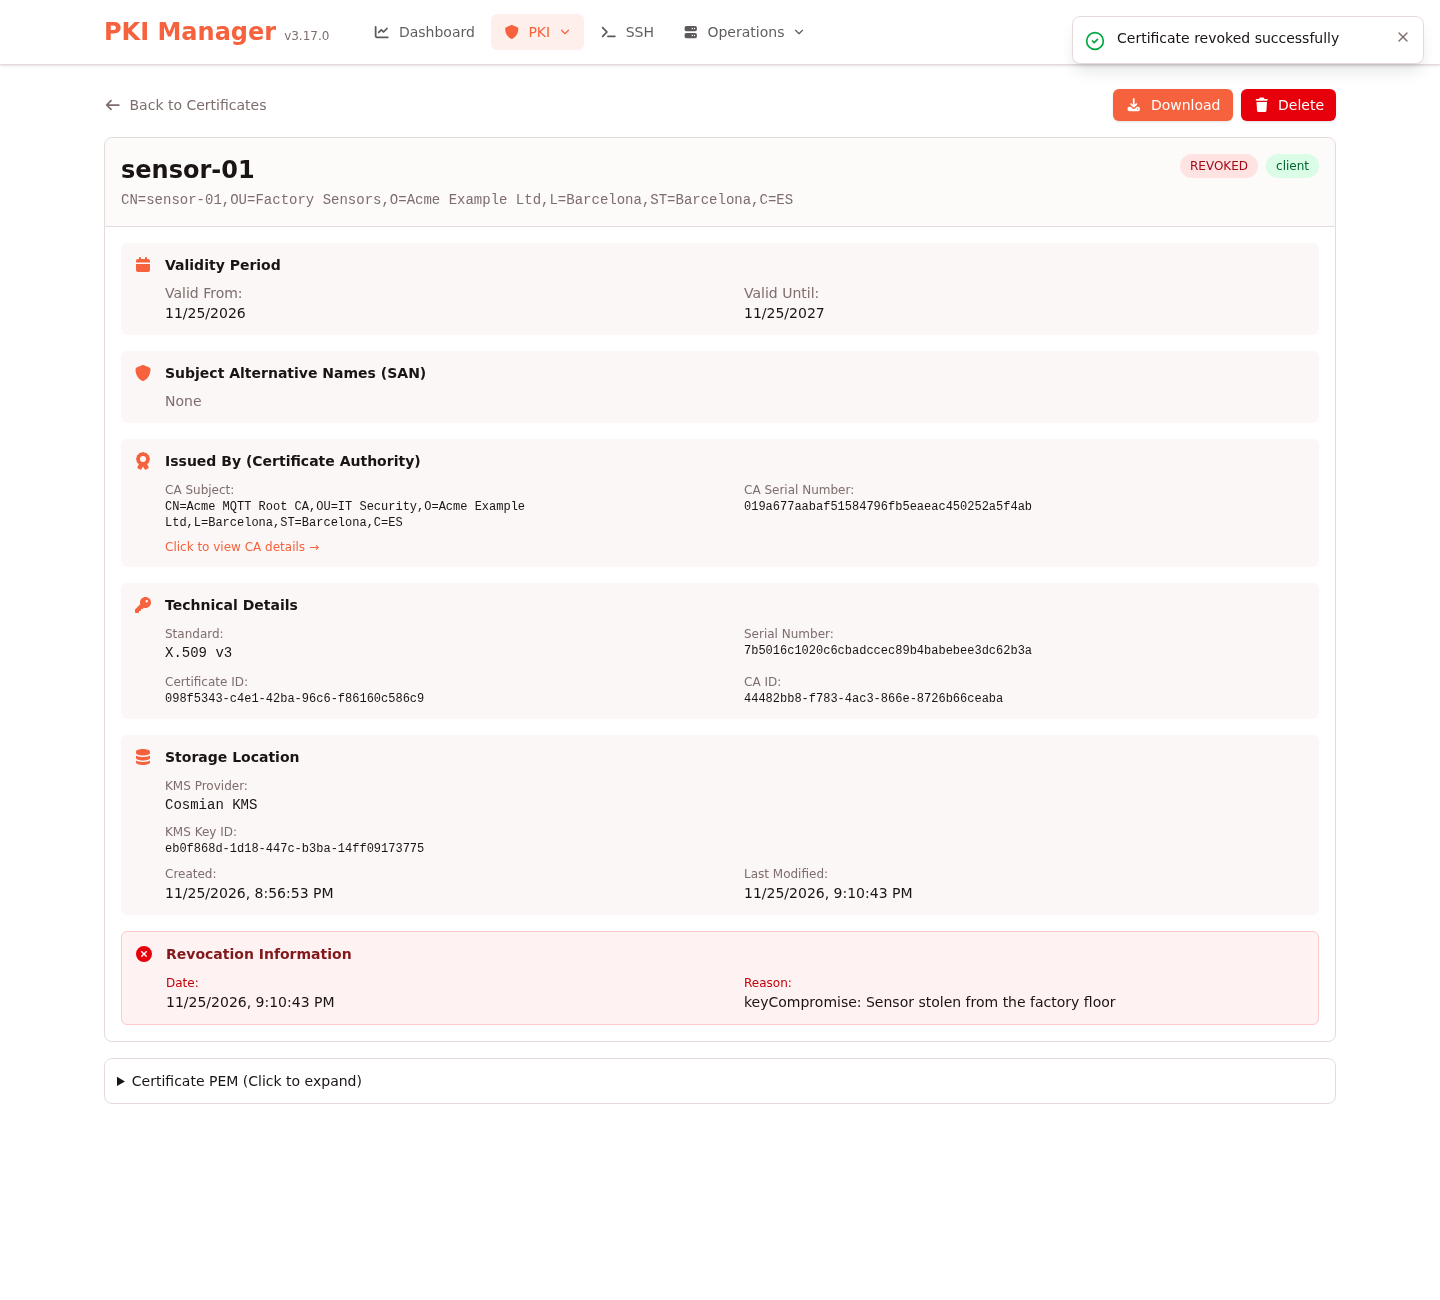 PKI Manager v3.17.0
Dashboard
PKI
SSH
Operations
Certificate revoked successfully
Back to Certificates
Download
Delete
sensor-01
REVOKED
client
CN=sensor-01,OU=Factory Sensors,O=Acme Example Ltd,L=Barcelona,ST=Barcelona,C=ES
Validity Period
Valid From:
11/25/2026
Valid Until:
11/25/2027
Subject Alternative Names (SAN)
None
Issued By (Certificate Authority)
CA Subject:
CN=Acme MQTT Root CA,OU=IT Security,O=Acme Example
Ltd,L=Barcelona,ST=Barcelona,C=ES
CA Serial Number:
019a677aabaf51584796fb5eaeac450252a5f4ab
Click to view CA details →
Technical Details
Standard:
X.509 v3
Serial Number:
7b5016c1020c6cbadccec89b4babebee3dc62b3a
Certificate ID:
098f5343-c4e1-42ba-96c6-f86160c586c9
CA ID:
44482bb8-f783-4ac3-866e-8726b66ceaba
Storage Location
KMS Provider:
Cosmian KMS
KMS Key ID:
eb0f868d-1d18-447c-b3ba-14ff09173775
Created:
11/25/2026, 8:56:53 PM
Last Modified:
11/25/2026, 9:10:43 PM
Revocation Information
Date:
11/25/2026, 9:10:43 PM
Reason:
keyCompromise: Sensor stolen from the factory floor
Certificate PEM (Click to expand)